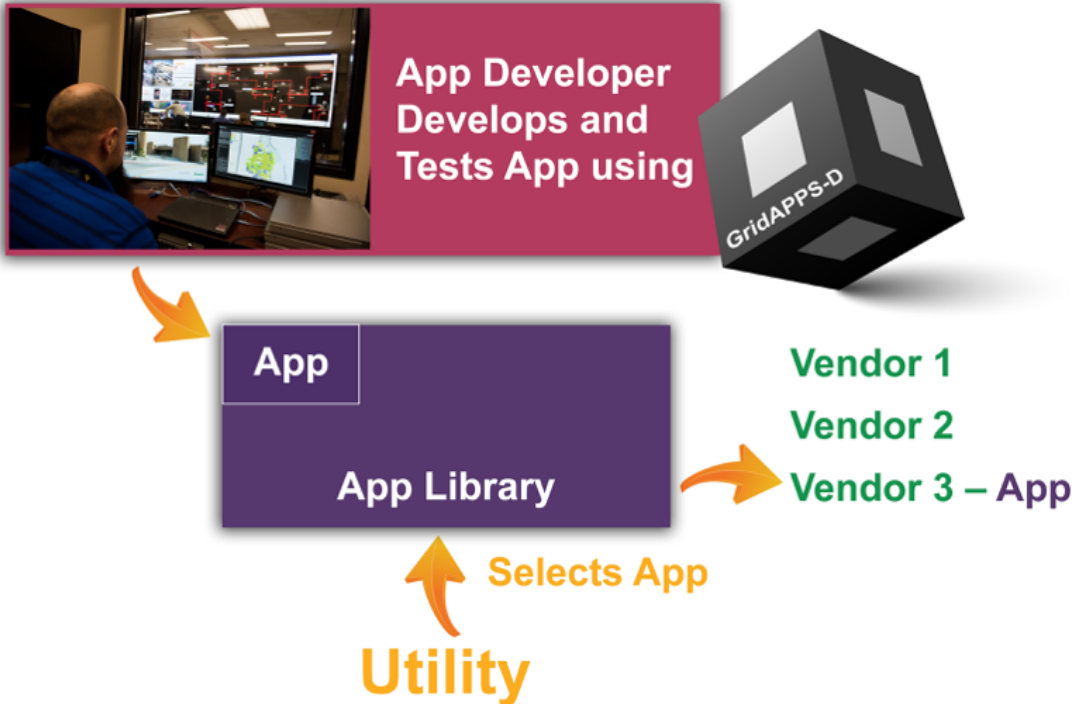 App Developer
Develops and
Tests App using
GridAPPS-D
App
App Library
Vendor 1
Vendor 2
Vendor 3 – App
Selects App
Utility